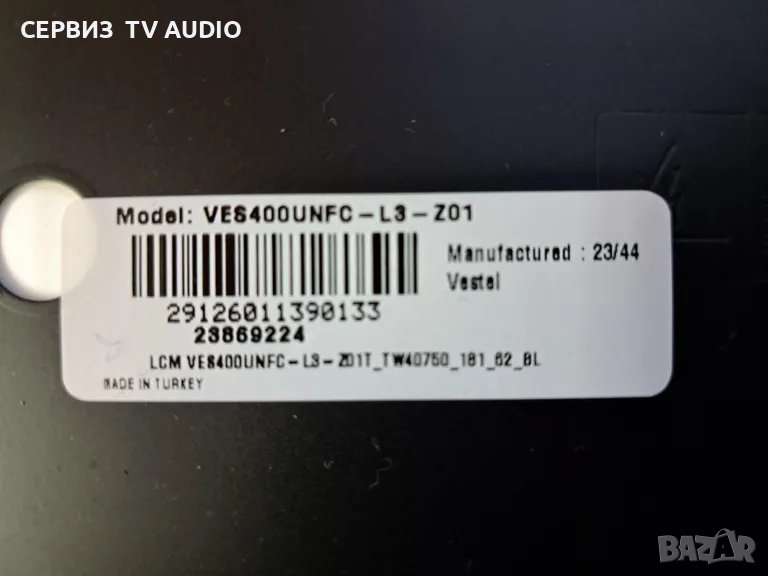 СЕРВИЗ TV AUDIO
Model: VES400UNFC-L3-Z01
Manufactured : 23/44
Vestel
29126011390133
23869224
LCM VES400UNFC-L3-Z01T_TW40750_181_62_BL
MADE IN TURKEY
BAZAR